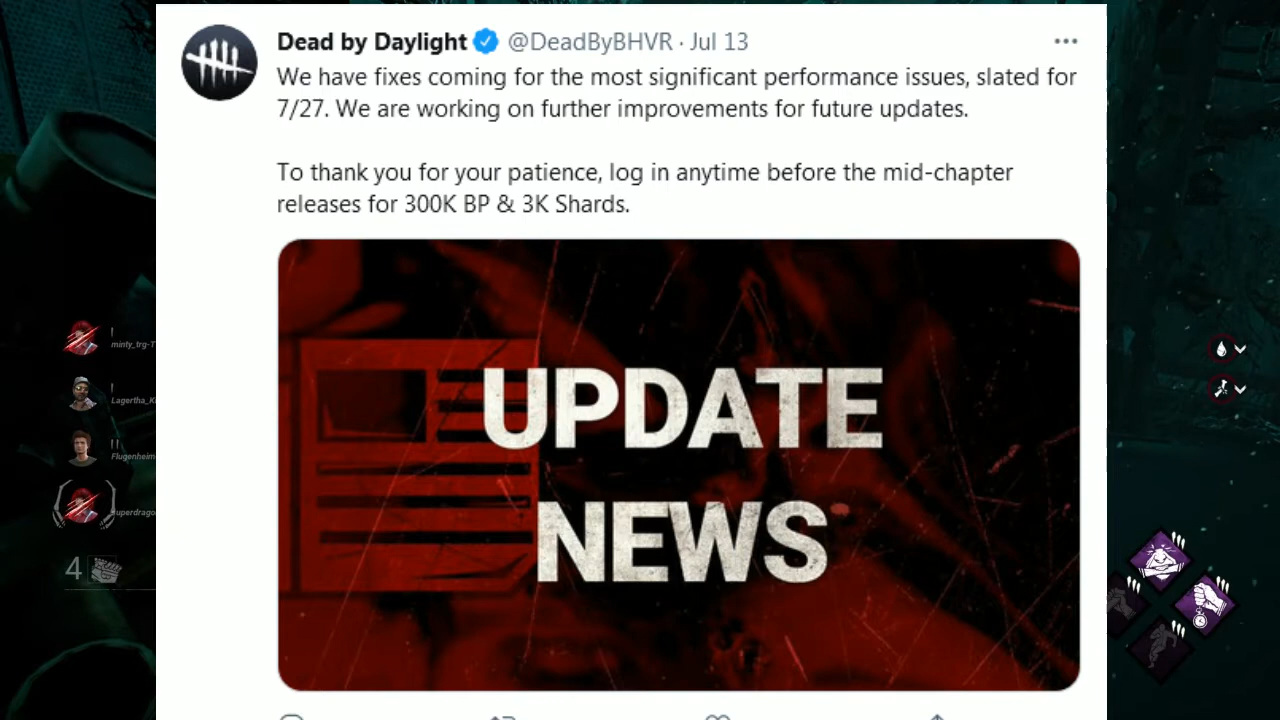 Dead by Daylight @DeadByBHVR · Jul 13
We have fixes coming for the most significant performance issues, slated for
7/27. We are working on further improvements for future updates.
To thank you for your patience, log in anytime before the mid-chapter
releases for 300K BP & 3K Shards.
UPDATE
NEWS
minty_trg-T
Lagertha_K
Flugenheim
superdrago
4